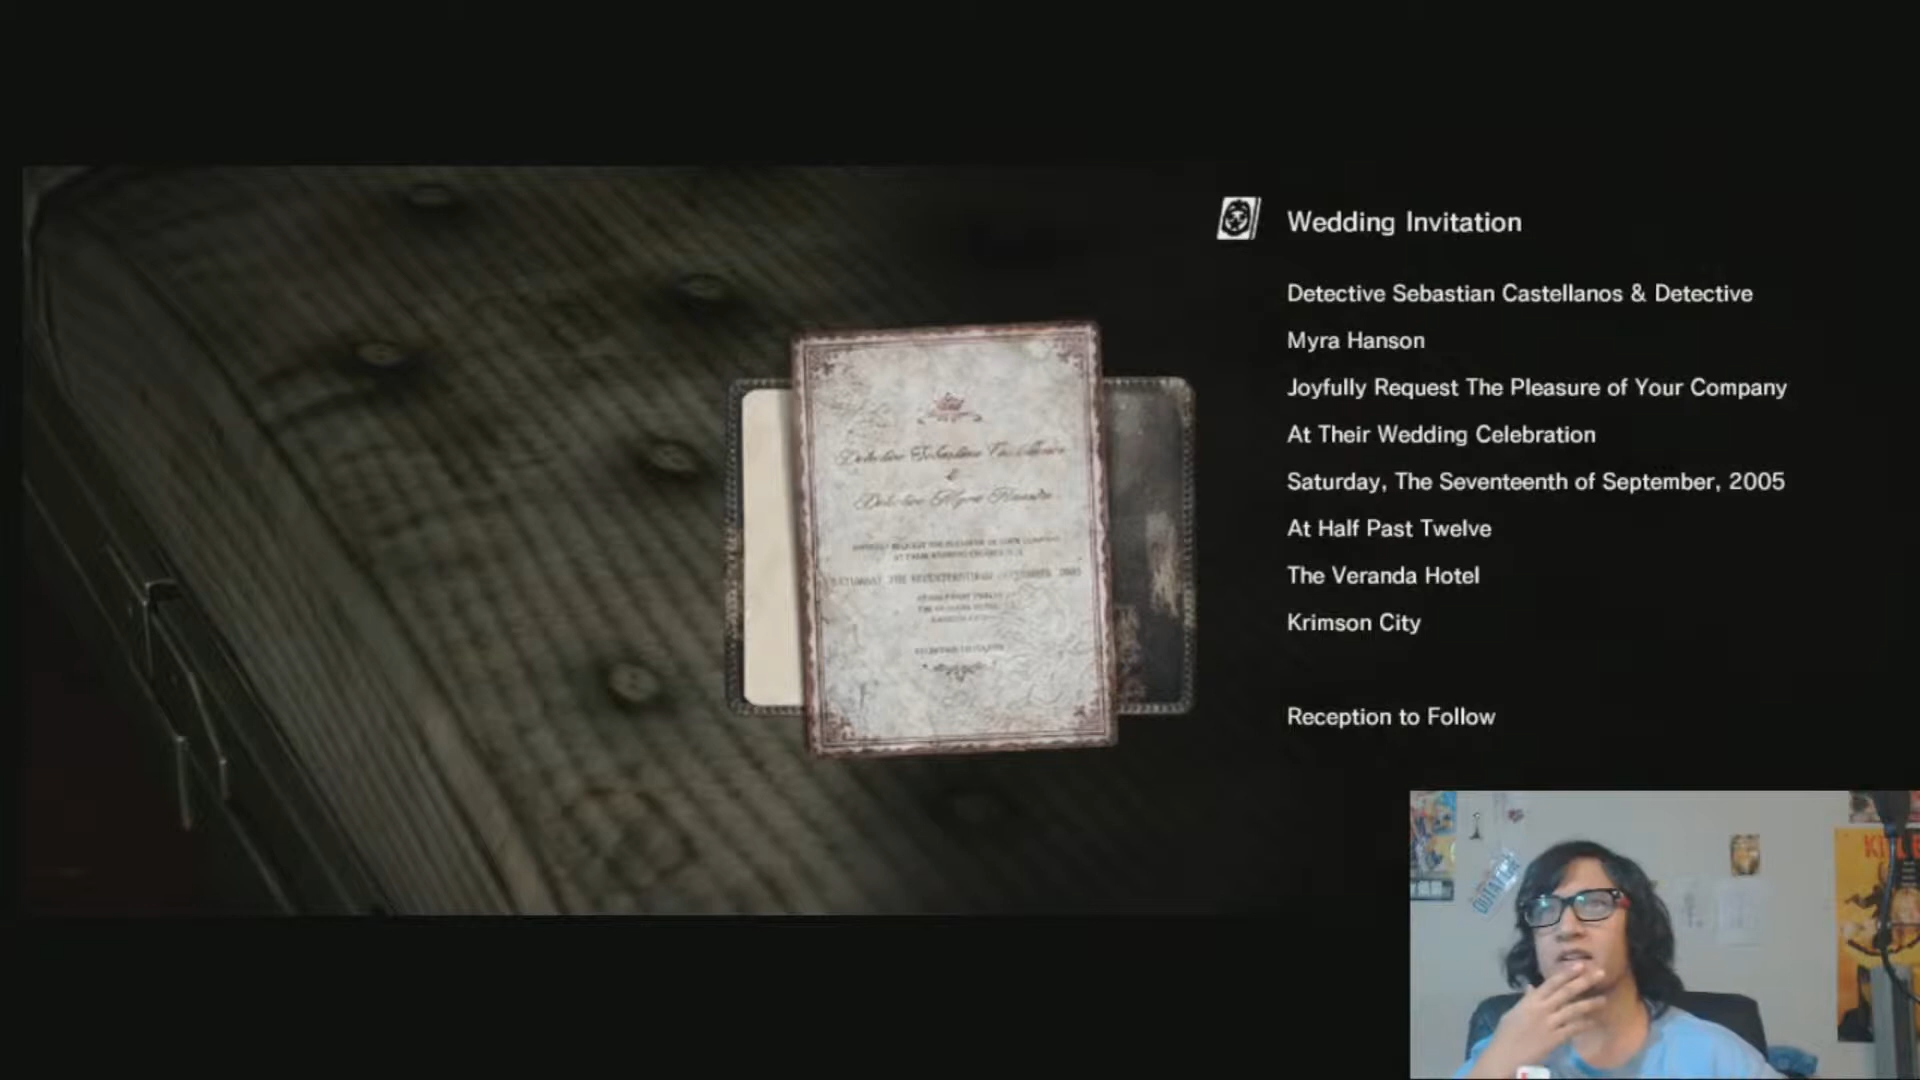 Wedding Invitation
Detective Sebastian Castellanos & Detective
Myra Hanson
Joyfully Request The Pleasure of Your Company
At Their Wedding Celebration
Saturday, The Seventeenth of September, 2005
At Half Past Twelve
The Veranda Hotel
Krimson City
Reception to Follow